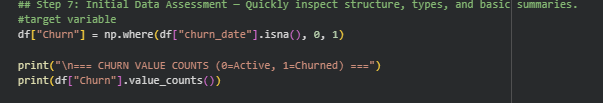 ## Step 7: Initial Data Assessment — Quickly inspect structure, types, and basic summaries.
#target variable
df["Churn"] = np.where(df["churn_date"].isna(), 0, 1)
print("\n=== CHURN VALUE COUNTS (0=Active, 1=Churned) ===")
print(df["Churn"].value_counts())